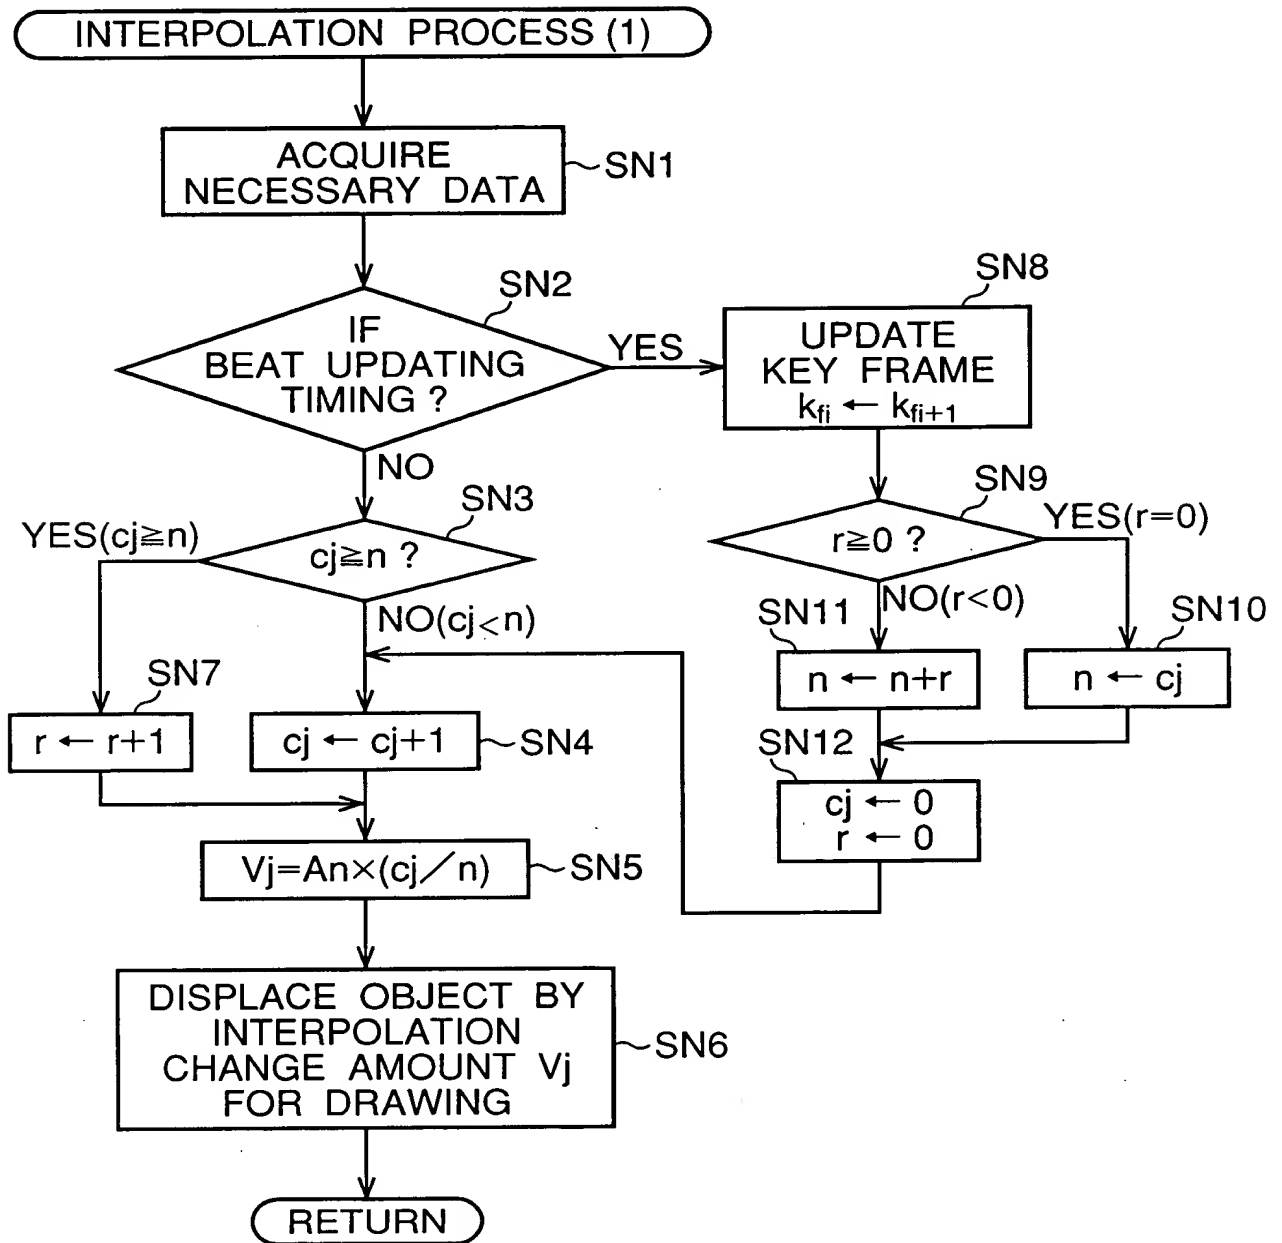 INTERPOLATION PROCESS (1)
ACQUIRE
NECESSARY DATA
SN1
SN2
IF
BEAT UPDATING
TIMING ?
YES
NO
SN8
UPDATE
KEY FRAME
kfi ← kfi+1
SN3
cj≧n ?
YES(cj≧n)
NO(cj<n)
SN9
r≧0 ?
YES(r=0)
NO(r<0)
SN11
n ← n+r
SN10
n ← cj
SN7
r ← r+1
cj ← cj+1
SN4
SN12
cj ← 0
r ← 0
Vj=An×(cj/n)
SN5
DISPLACE OBJECT BY
INTERPOLATION
CHANGE AMOUNT Vj
FOR DRAWING
SN6
RETURN